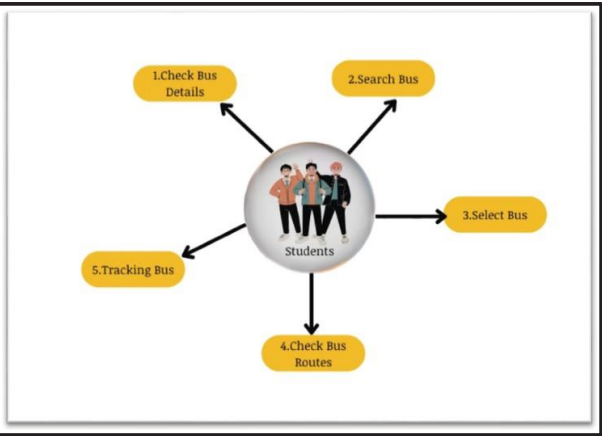 1.Check Bus
Details
2.Search Bus
3.Select Bus
Students
5.Tracking Bus
4.Check Bus
Routes